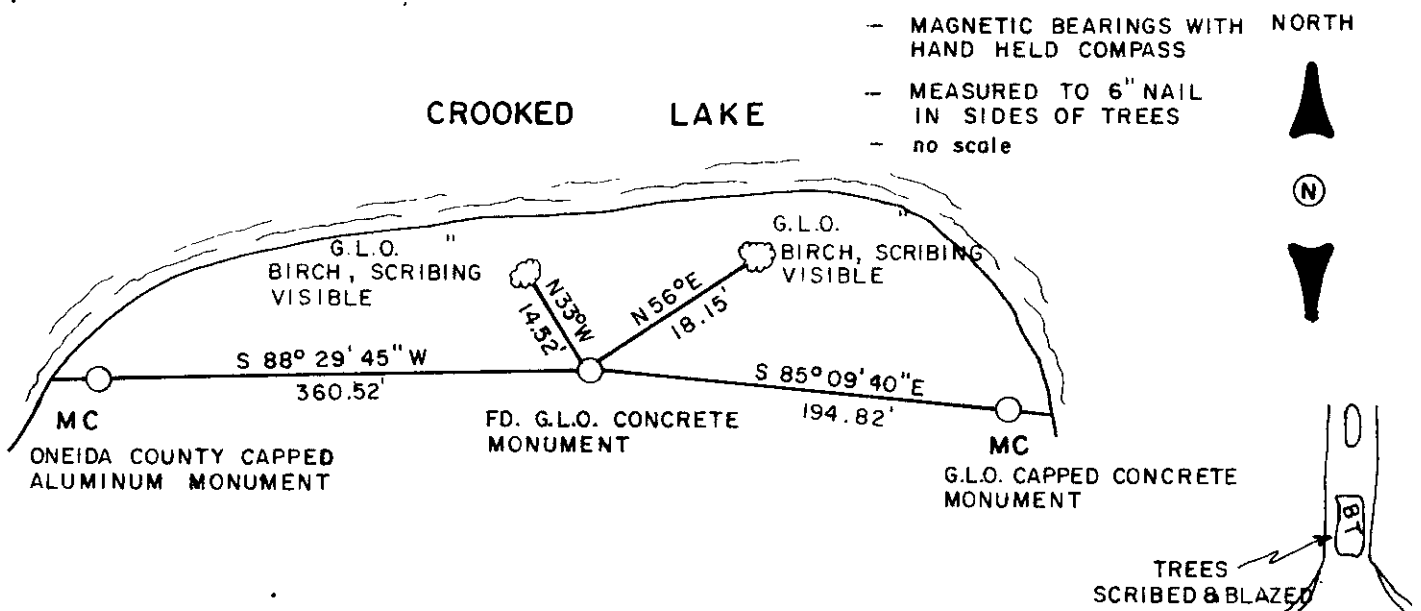 - MAGNETIC BEARINGS WITH
HAND HELD COMPASS
- MEASURED TO 6" NAIL
IN SIDES OF TREES
- no scale
NORTH
N
CROOKED LAKE
G.L.O. "
BIRCH, SCRIBING
VISIBLE
G.L.O. "
BIRCH, SCRIBING
VISIBLE
N33°W
14.52'
N56°E
18.15'
S 88° 29' 45" W
360.52'
S 85° 09' 40" E
194.82'
MC
ONEIDA COUNTY CAPPED
ALUMINUM MONUMENT
FD. G.L.O. CONCRETE
MONUMENT
MC
G.L.O. CAPPED CONCRETE
MONUMENT
BT
TREES
SCRIBED & BLAZED